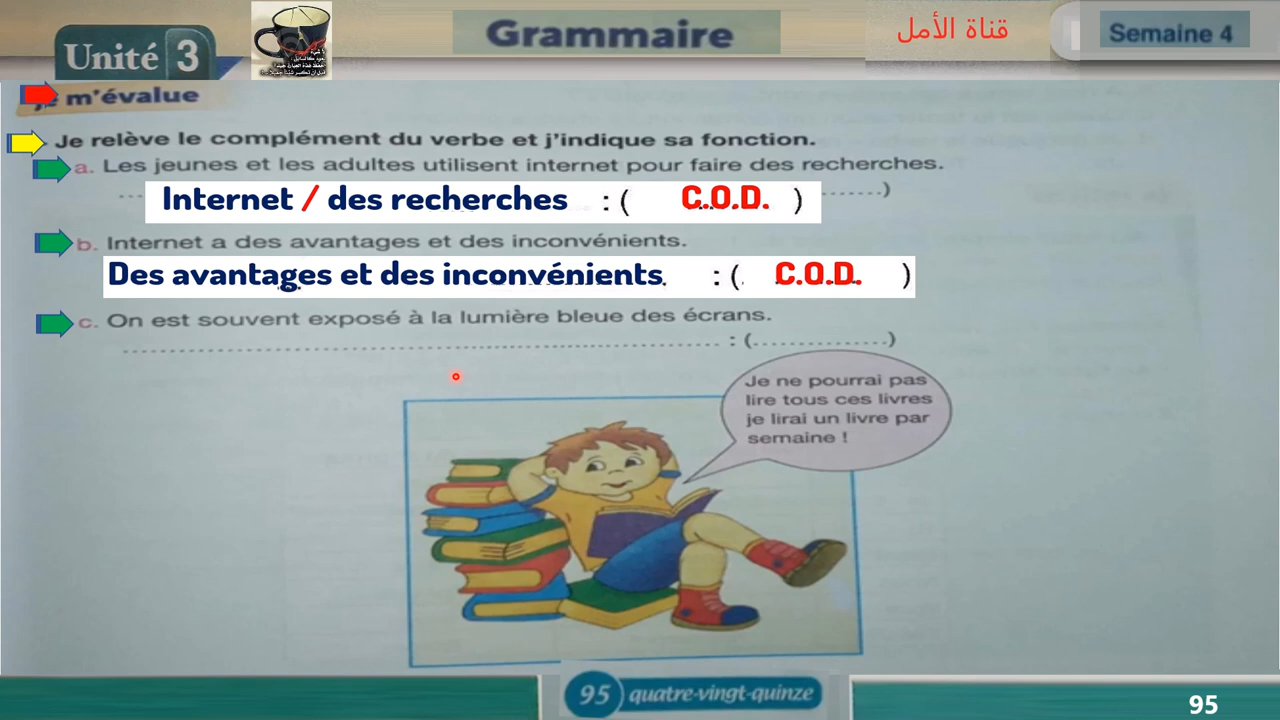 Unité 3
Grammaire
قناة الأمل
Semaine 4
m'évalue
Je relève le complément du verbe et j'indique sa fonction.
a. Les jeunes et les adultes utilisent internet pour faire des recherches.
Internet / des recherches : ( C.O.D. )
b. Internet a des avantages et des inconvénients.
Des avantages et des inconvénients : ( C.O.D. )
c. On est souvent exposé à la lumière bleue des écrans.
: (...............)
Je ne pourrai pas
lire tous ces livres
je lirai un livre par
semaine !
95 quatre-vingt-quinze
95